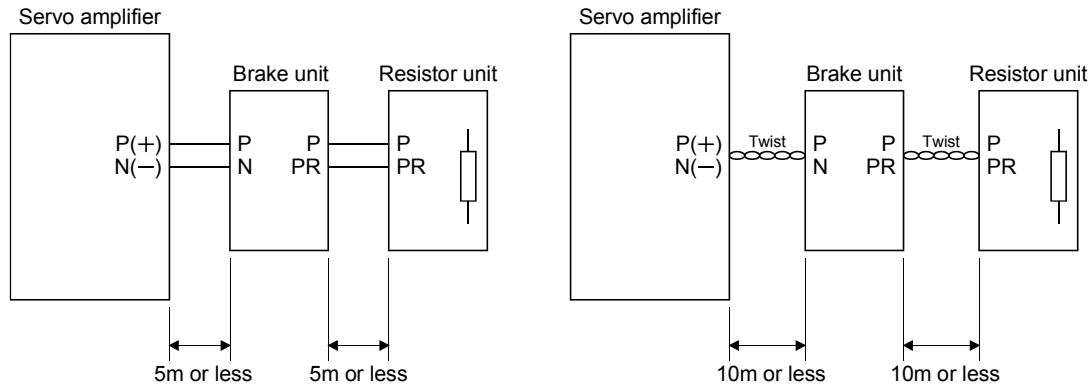 Servo amplifier
Brake unit
Resistor unit
P(+)
N(−)
P
N
P
PR
P
PR
5m or less
5m or less
Servo amplifier
Brake unit
Resistor unit
P(+)
N(−)
Twist
P
N
P
PR
Twist
P
PR
10m or less
10m or less